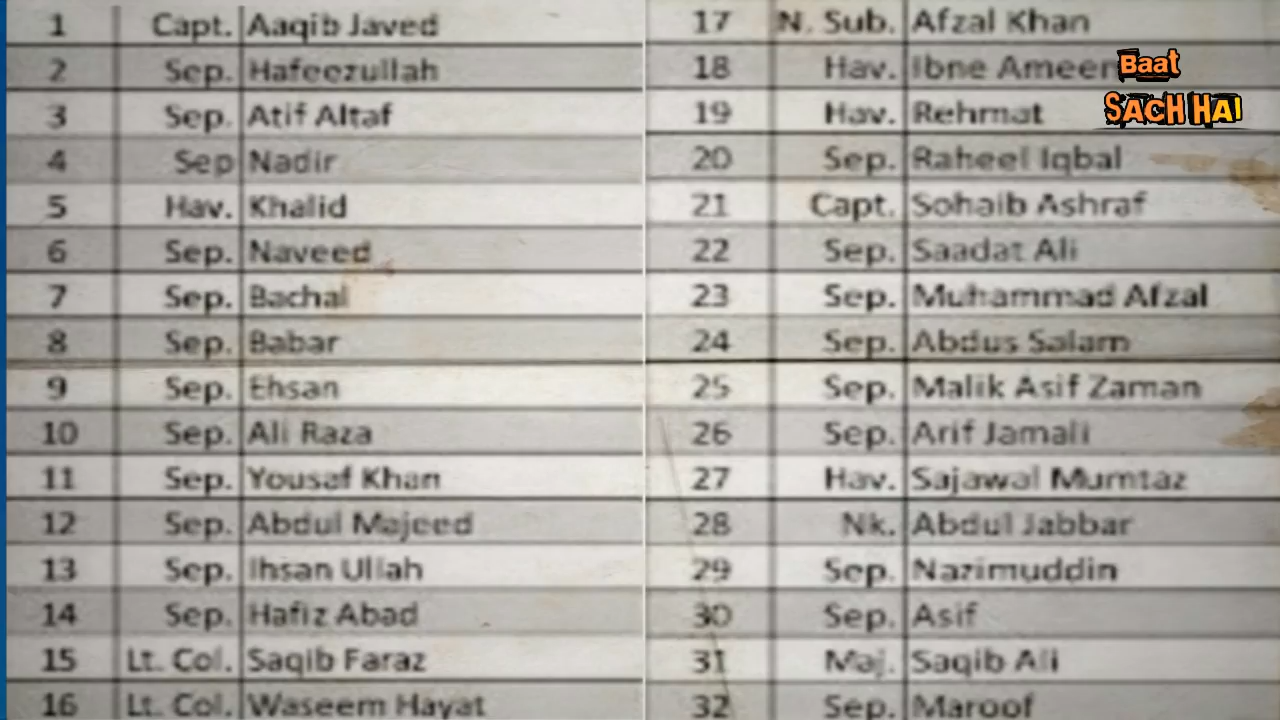 1 Capt. Aaqib Javed
2 Sep. Hafeezullah
3 Sep. Atif Altaf
4 Sep Nadir
5 Hav. Khalid
6 Sep. Naveed
7 Sep. Bachal
8 Sep. Babar
9 Sep. Ehsan
10 Sep. Ali Raza
11 Sep. Yousaf Khan
12 Sep. Abdul Majeed
13 Sep. Ihsan Ullah
14 Sep. Hafiz Abad
15 Lt. Col. Saqib Faraz
16 Lt. Col. Waseem Hayat
17 N. Sub. Afzal Khan
18 Hav. Ibne Ameen
19 Hav. Rehmat
20 Sep. Raheel Iqbal
21 Capt. Sohaib Ashraf
22 Sep. Saadat Ali
23 Sep. Muhammad Afzal
24 Sep. Abdus Salam
25 Sep. Malik Asif Zaman
26 Sep. Arif Jamali
27 Hav. Sajawal Mumtaz
28 Nk. Abdul Jabbar
29 Sep. Nazimuddin
30 Sep. Asif
31 Maj. Saqib Ali
32 Sep. Maroof
Baat
SACH HAI